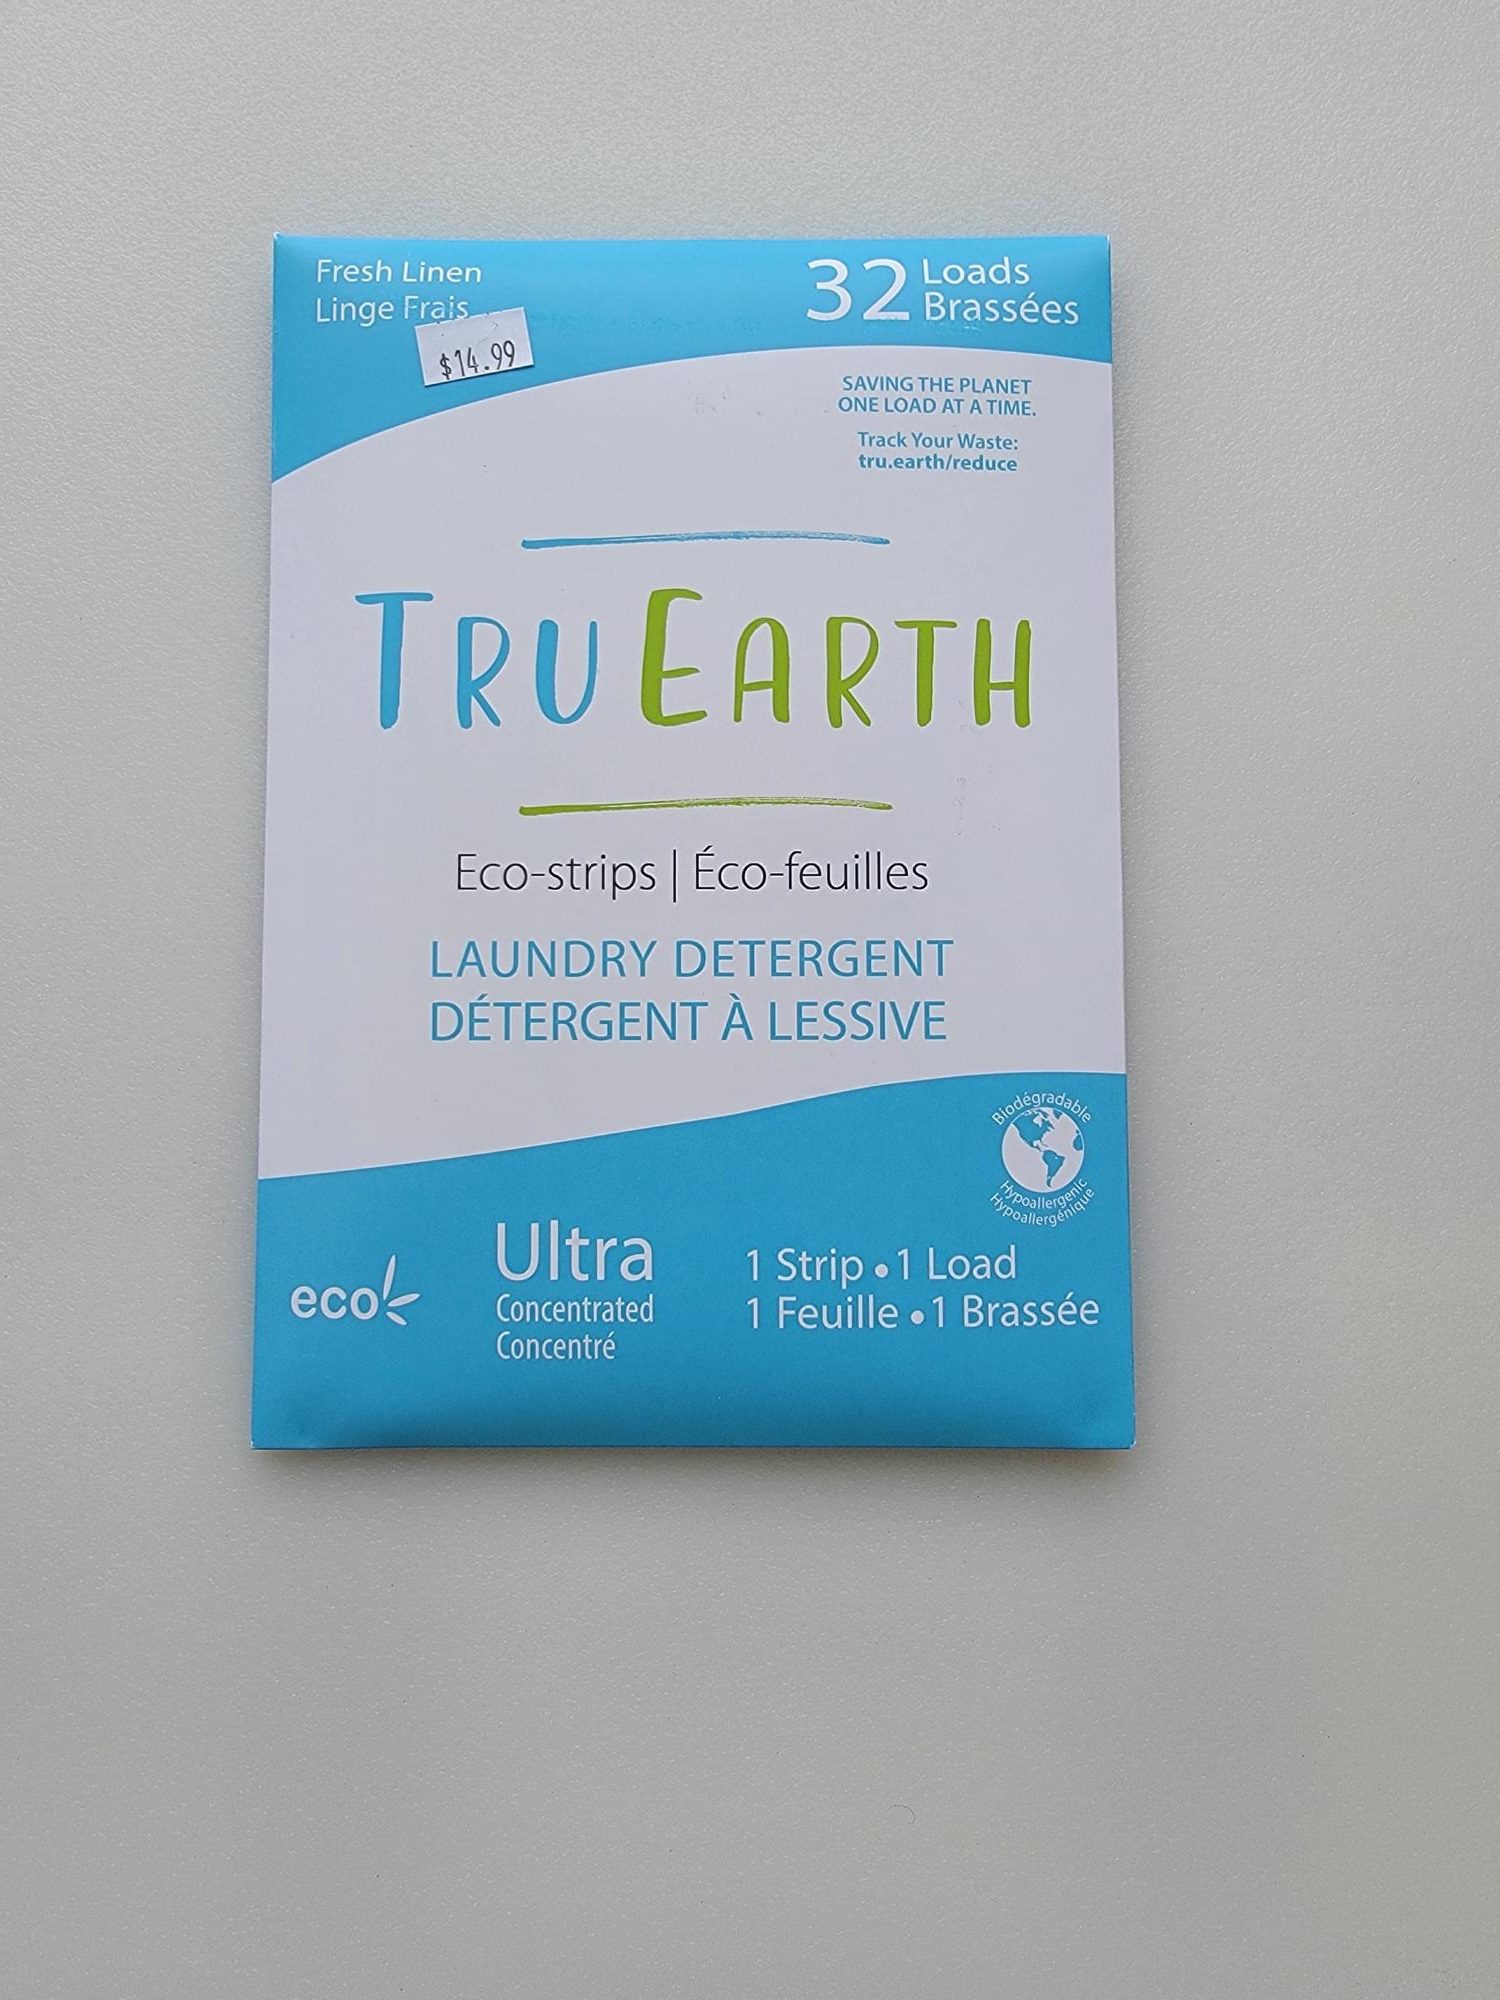 Fresh Linen
Linge Frais
$14.99
32 Loads
Brassées
SAVING THE PLANET
ONE LOAD AT A TIME.
Track Your Waste:
tru.earth/reduce
TRUEARTH
Eco-strips | Éco-feuilles
LAUNDRY DETERGENT
DÉTERGENT À LESSIVE
Biodégradable
Hypoallergenic
Hypoallergénique
eco
Ultra
Concentrated
Concentré
1 Strip • 1 Load
1 Feuille • 1 Brassée